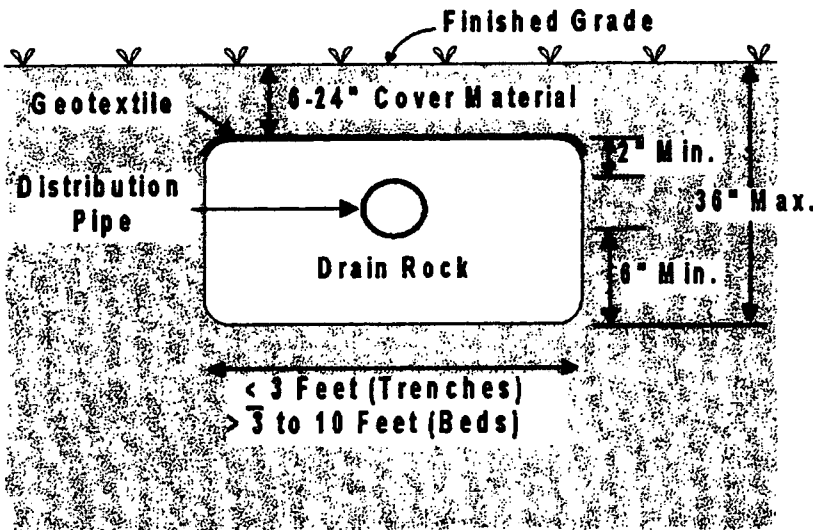 Finished Grade
6-24" Cover Material
Geotextile
2" Min.
Distribution
Pipe
36" Max.
Drain Rock
6" Min.
≤ 3 Feet (Trenches)
> 3 to 10 Feet (Beds)